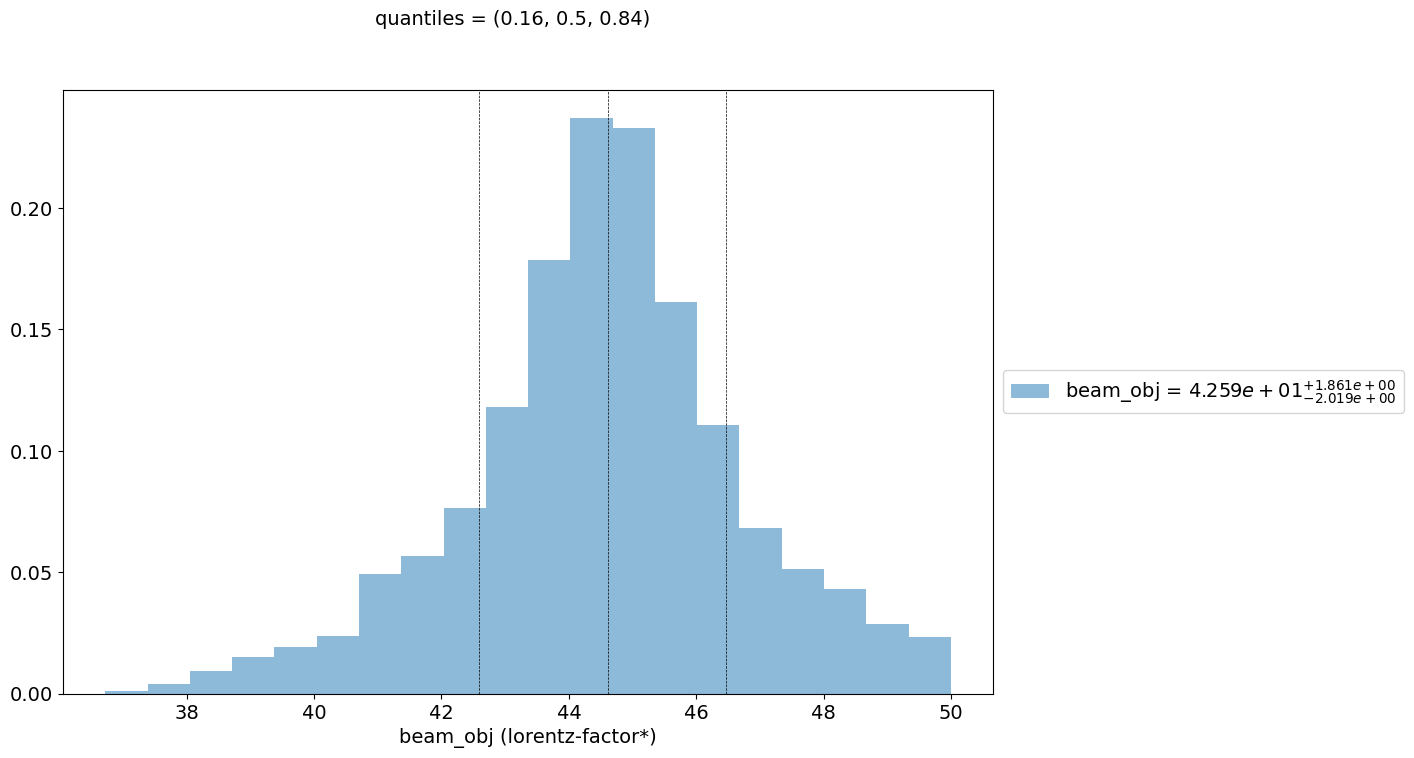 quantiles = (0.16, 0.5, 0.84)
0.20
0.15
0.10
0.05
0.00
38 40 42 44 46 48 50
beam_obj (lorentz-factor*)
beam_obj = 4.259e + 01 +1.861e+00 −2.019e+00